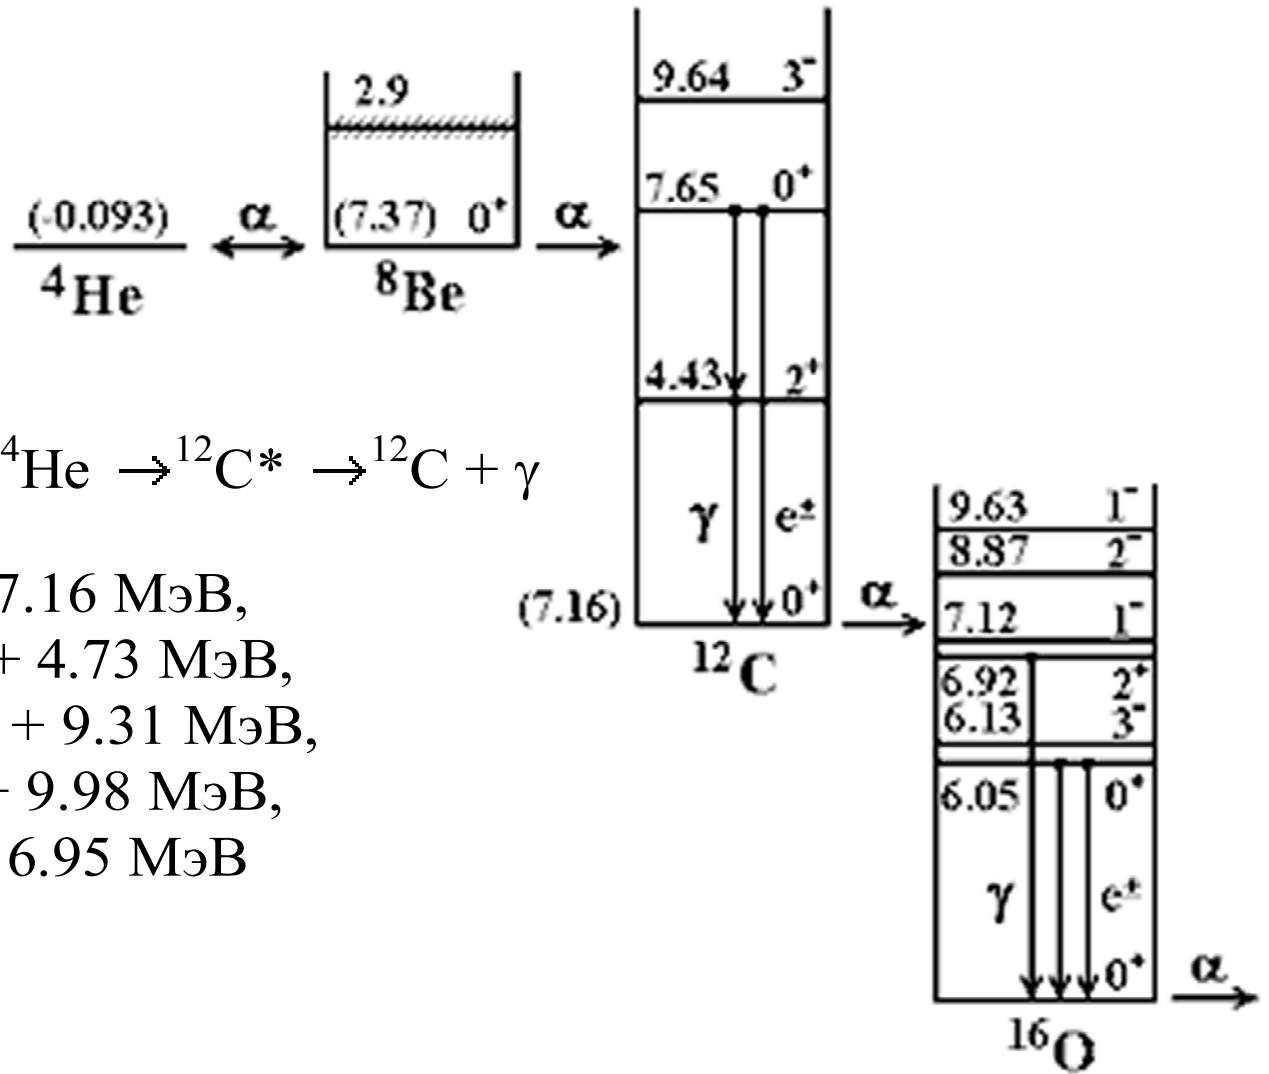 2.9
(7.37) 0⁺
(-0.093)
α
α
⁴He
⁸Be
9.64 3⁻
7.65 0⁺
4.43 2⁺
γ e±
0⁺
(7.16)
¹²C
α
⁴He →¹²C* →¹²C + γ
7.16 МэВ,
+ 4.73 МэВ,
+ 9.31 МэВ,
+ 9.98 МэВ,
6.95 МэВ
9.63 1⁻
8.87 2⁻
7.12 1⁻
6.92 2⁺
6.13 3⁻
6.05 0⁺
γ e±
0⁺
α
¹⁶O